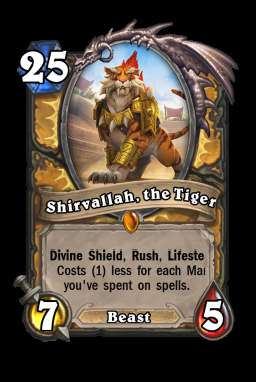 25
Shirvallah, the Tiger
Divine Shield, Rush, Lifeste
Costs (1) less for each Mai
you've spent on spells.
7
Beast
5